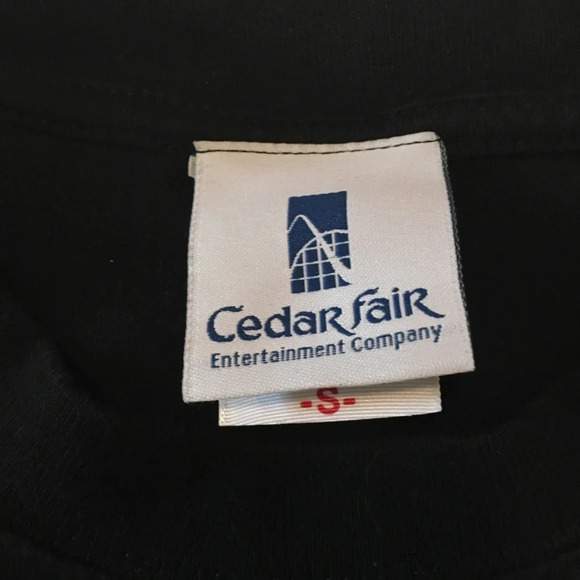 Cedar Fair
Entertainment Company
-S-